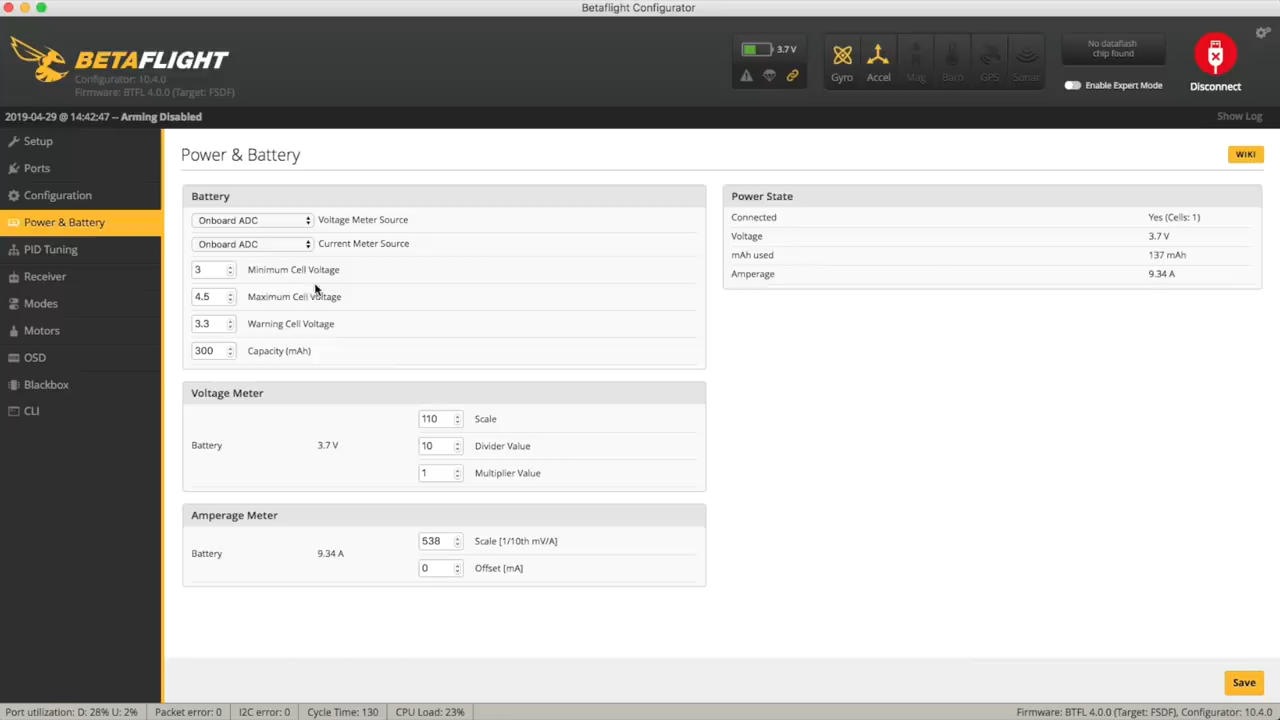 Betaflight Configurator
BETAFLIGHT
Configurator: 10.4.0
Firmware: BTFL 4.0.0 (Target: FSDF)
3.7 V
Gyro Accel Mag Baro GPS Sonar
No dataflash
chip found
Enable Expert Mode
Disconnect
2019-04-29 @ 14:42:47 -- Arming Disabled
Show Log
Setup
Ports
Configuration
Power & Battery
PID Tuning
Receiver
Modes
Motors
OSD
Blackbox
CLI
Power & Battery
WIKI
Battery
Onboard ADC Voltage Meter Source
Onboard ADC Current Meter Source
3 Minimum Cell Voltage
4.5 Maximum Cell Voltage
3.3 Warning Cell Voltage
300 Capacity (mAh)
Power State
Connected Yes (Cells: 1)
Voltage 3.7 V
mAh used 137 mAh
Amperage 9.34 A
Voltage Meter
Battery 3.7 V
110 Scale
10 Divider Value
1 Multiplier Value
Amperage Meter
Battery 9.34 A
538 Scale [1/10th mV/A]
0 Offset [mA]
Save
Port utilization: D: 28% U: 2% Packet error: 0 I2C error: 0 Cycle Time: 130 CPU Load: 23% Firmware: BTFL 4.0.0 (Target: FSDF), Configurator: 10.4.0